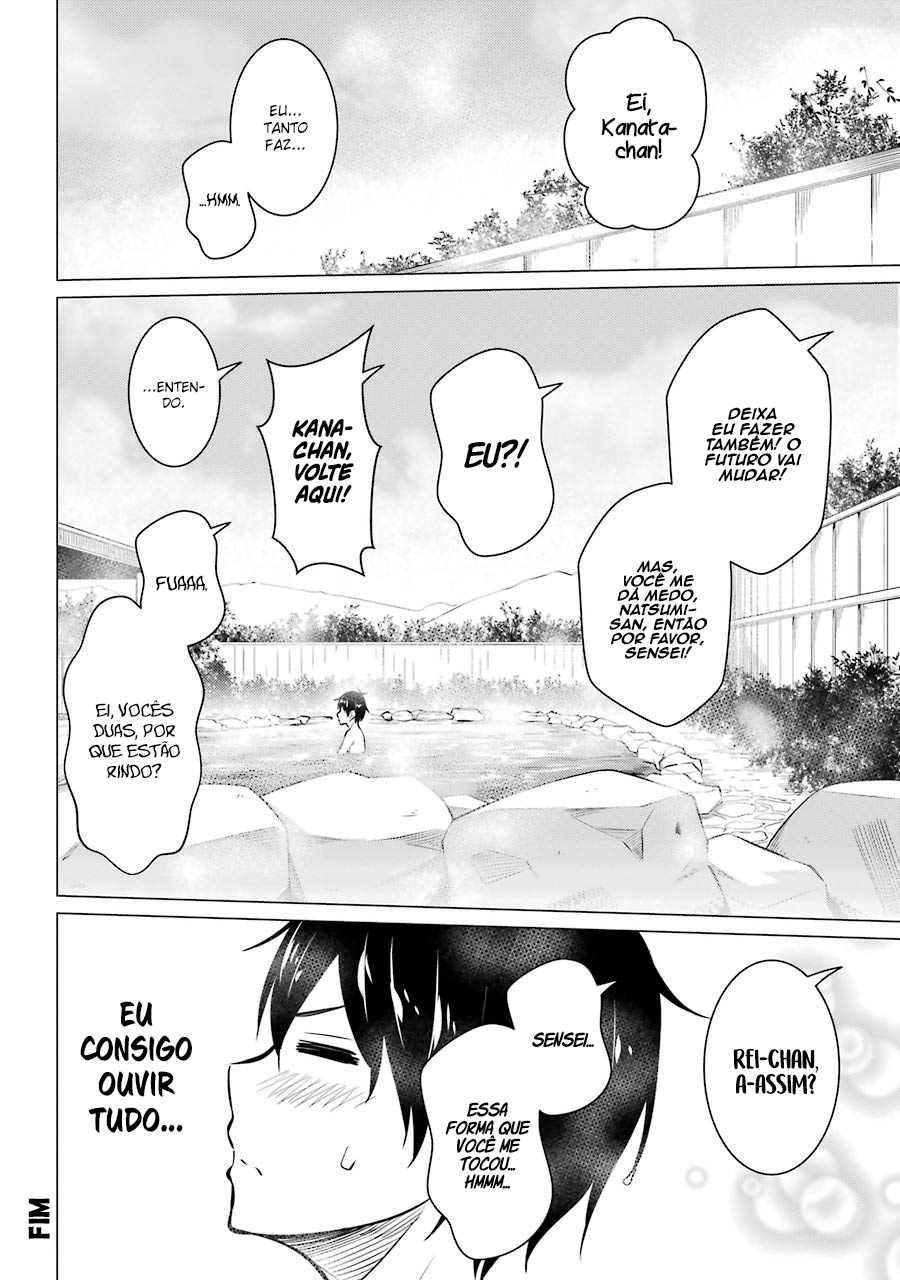 Ei,
Kanata-
chan!
EU...
TANTO
FAZ...
...HMM.
DEIXA
EU FAZER
TAMBÉM! O
FUTURO VAI
MUDAR!
MAS,
VOCÊ ME
DÁ MEDO,
NATSUMI-
SAN, ENTÃO
POR FAVOR,
SENSEI!
EU?!
KANA-
CHAN,
VOLTE
AQUI!
...ENTEN-
DO.
FUAAA.
EI, VOCÊS
DUAS, POR
QUE ESTÃO
RINDO?
REI-CHAN,
A-ASSIM?
SENSEI...
ESSA
FORMA QUE
VOCÊ ME
TOCOU...
HMMM...
EU
CONSIGO
OUVIR
TUDO...
FIM